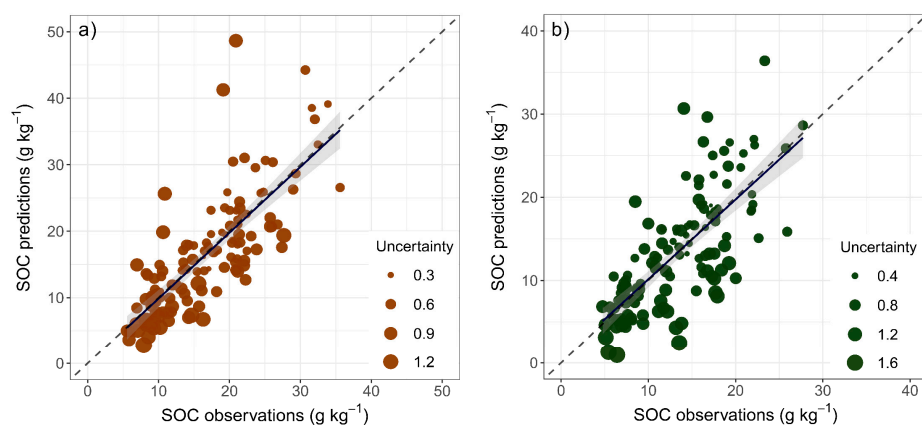 a)
SOC predictions (g kg⁻¹)
50
40
30
20
10
0
0 10 20 30 40 50
SOC observations (g kg⁻¹)
Uncertainty
0.3
0.6
0.9
1.2
b)
SOC predictions (g kg⁻¹)
40
30
20
10
0
0 10 20 30 40
SOC observations (g kg⁻¹)
Uncertainty
0.4
0.8
1.2
1.6